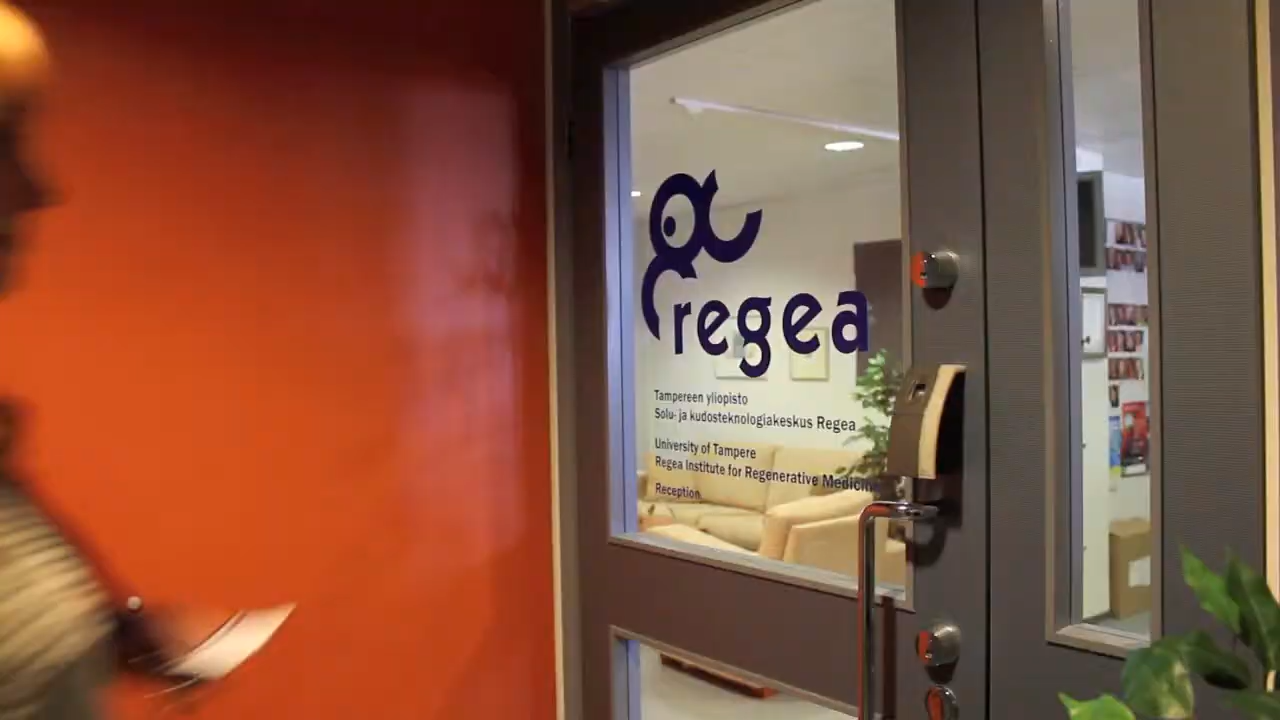 regea
Tampereen yliopisto
Solu- ja kudosteknologiakeskus Regea
University of Tampere
Regea Institute for Regenerative Medicine
Reception